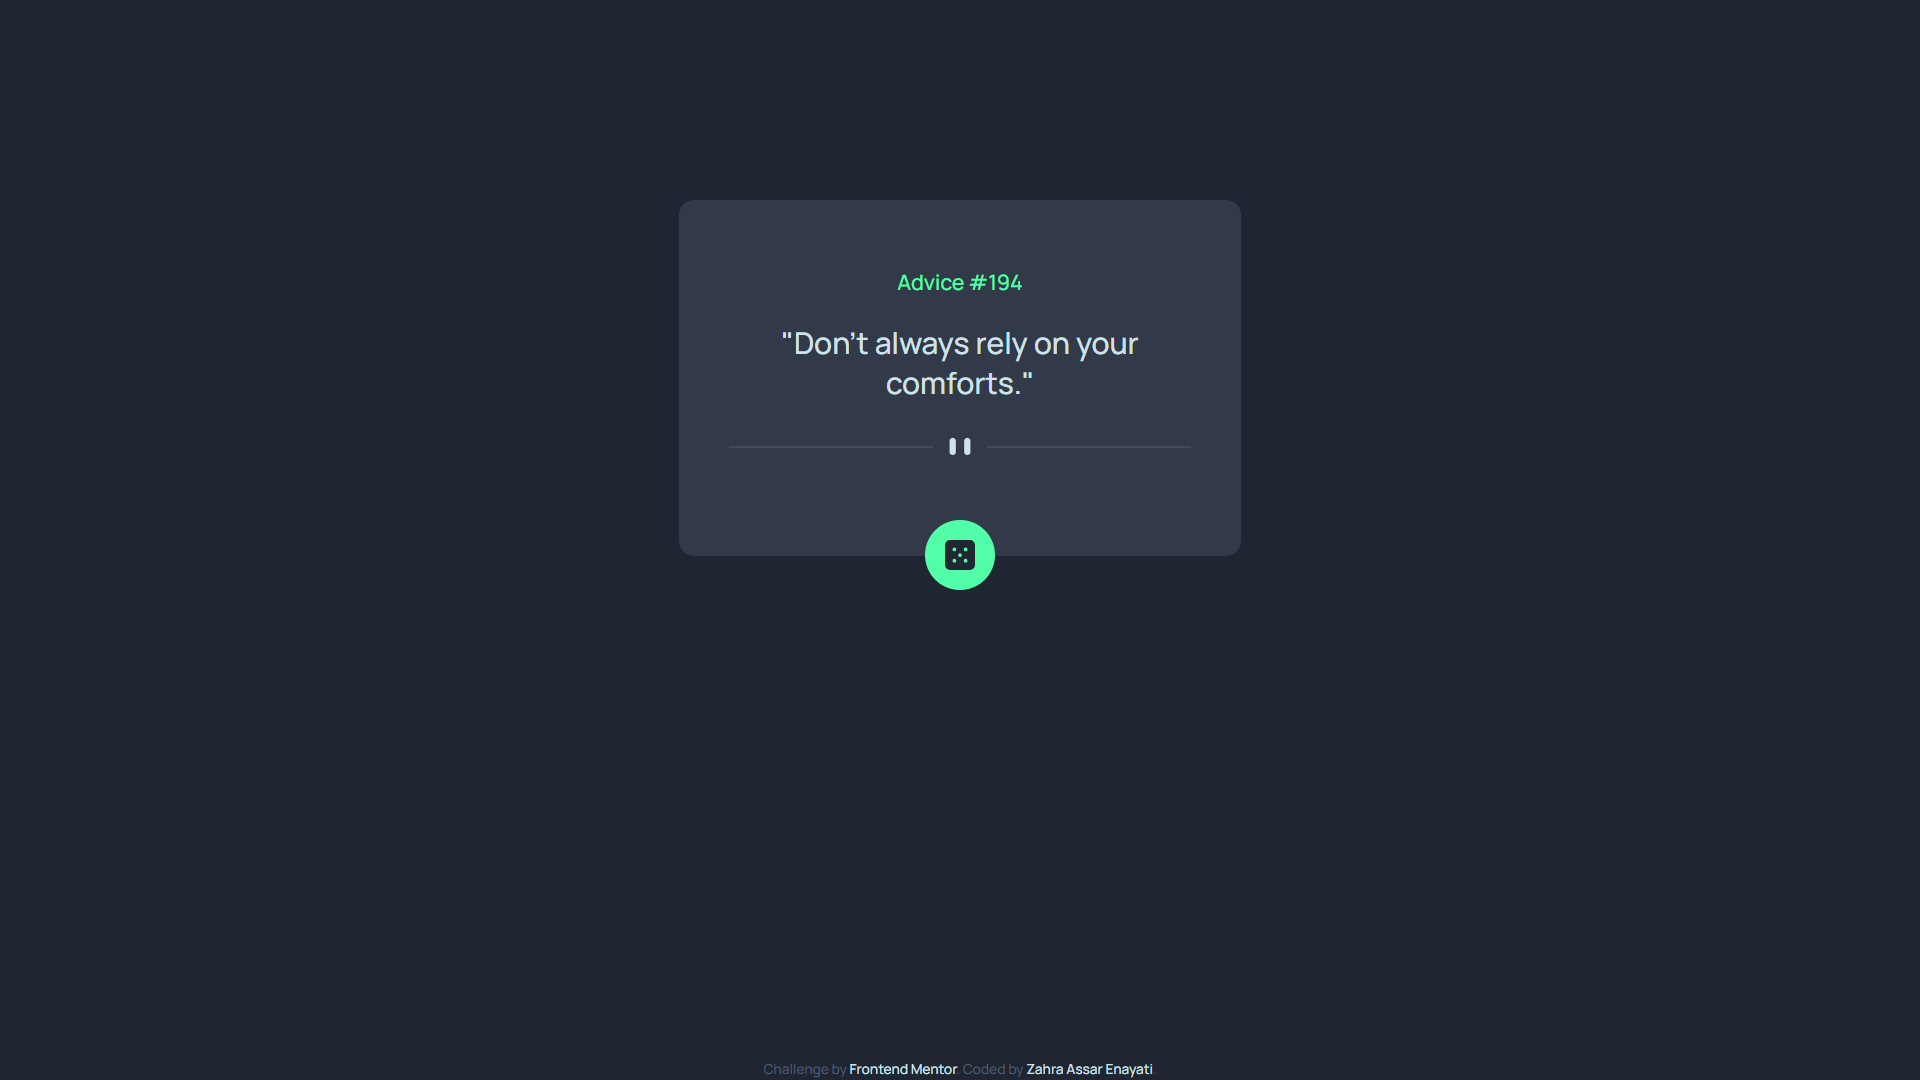 Advice #194
"Don't always rely on your
comforts."
Challenge by Frontend Mentor. Coded by Zahra Assar Enayati.